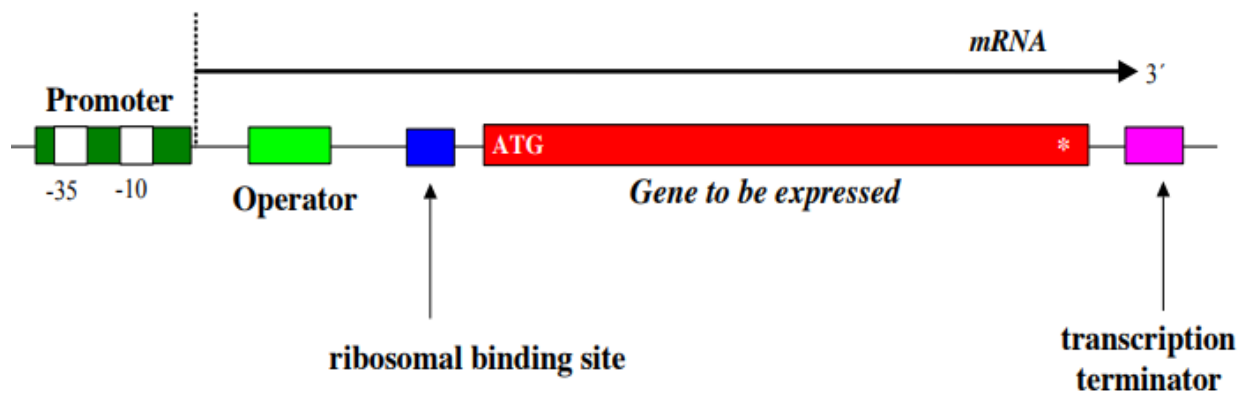 mRNA
3´
Promoter
ATG
*
-35
-10
Operator
Gene to be expressed
ribosomal binding site
transcription
terminator